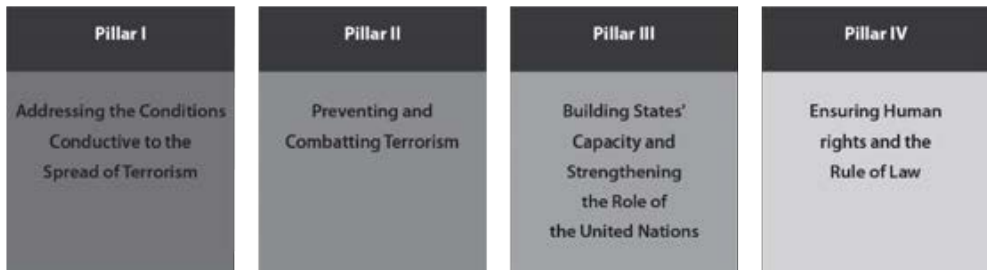 Pillar I
Addressing the Conditions
Conductive to the
Spread of Terrorism
Pillar II
Preventing and
Combatting Terrorism
Pillar III
Building States'
Capacity and
Strengthening
the Role of
the United Nations
Pillar IV
Ensuring Human
rights and the
Rule of Law